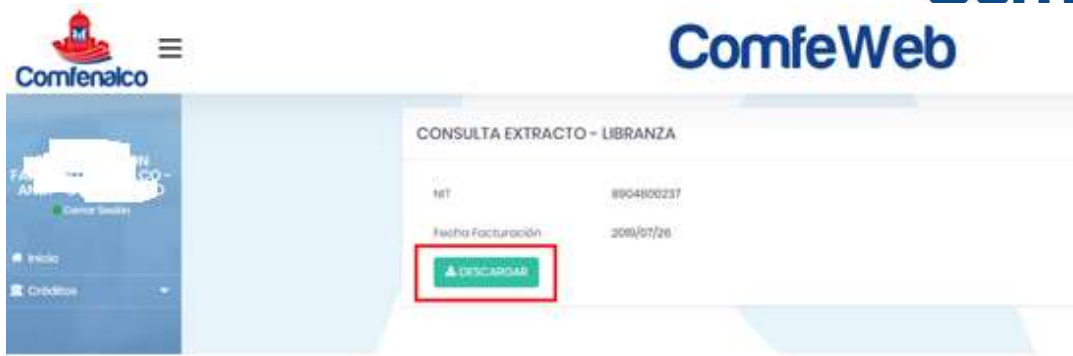 Comfenalco
ComfeWeb
CONSULTA EXTRACTO - LIBRANZA
NIT 8904800237
Fecha Facturación 2019/07/26
DESCARGAR
Cerrar Sesión
Inicio
Créditos